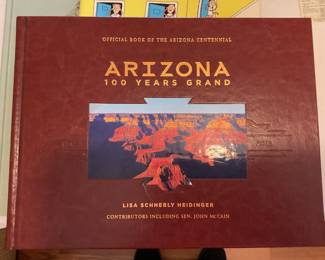 OFFICIAL BOOK OF THE ARIZONA CENTENNIAL
ARIZONA
100 YEARS GRAND
LISA SCHNEBLY HEIDINGER
CONTRIBUTORS INCLUDING SEN. JOHN McCAIN